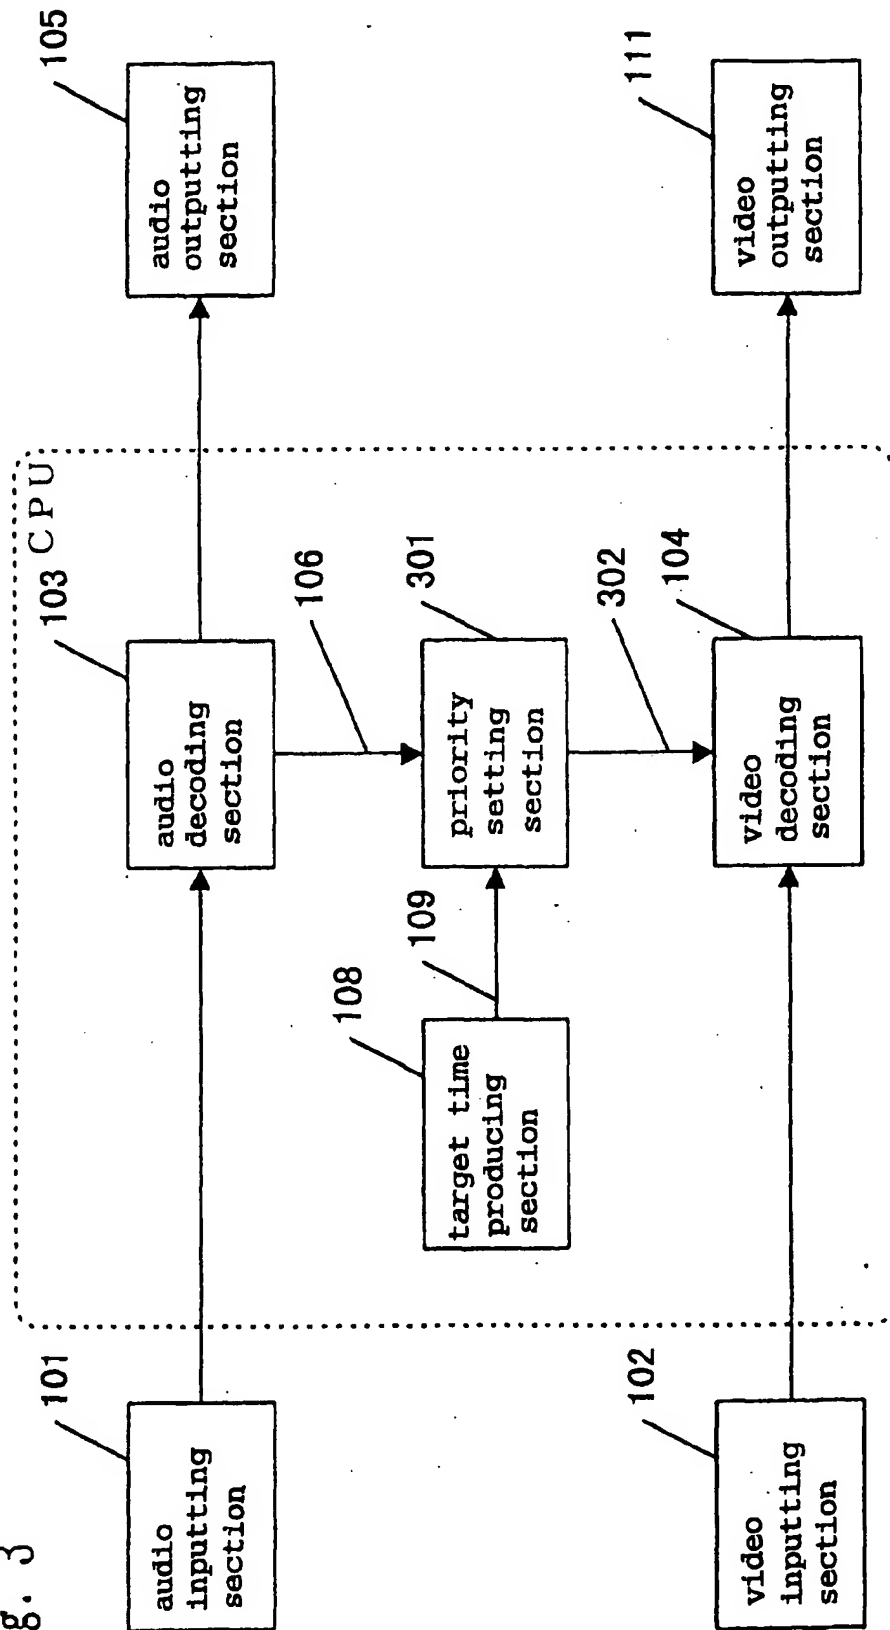 g. 3
101
audio
inputting
section
103
CPU
audio
decoding
section
105
audio
outputting
section
106
108
target time
producing
section
109
301
priority
setting
section
302
102
video
inputting
section
104
video
decoding
section
111
video
outputting
section